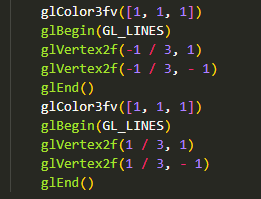 glColor3fv([1, 1, 1])
glBegin(GL_LINES)
glVertex2f(-1 / 3, 1)
glVertex2f(-1 / 3, - 1)
glEnd()
glColor3fv([1, 1, 1])
glBegin(GL_LINES)
glVertex2f(1 / 3, 1)
glVertex2f(1 / 3, - 1)
glEnd()